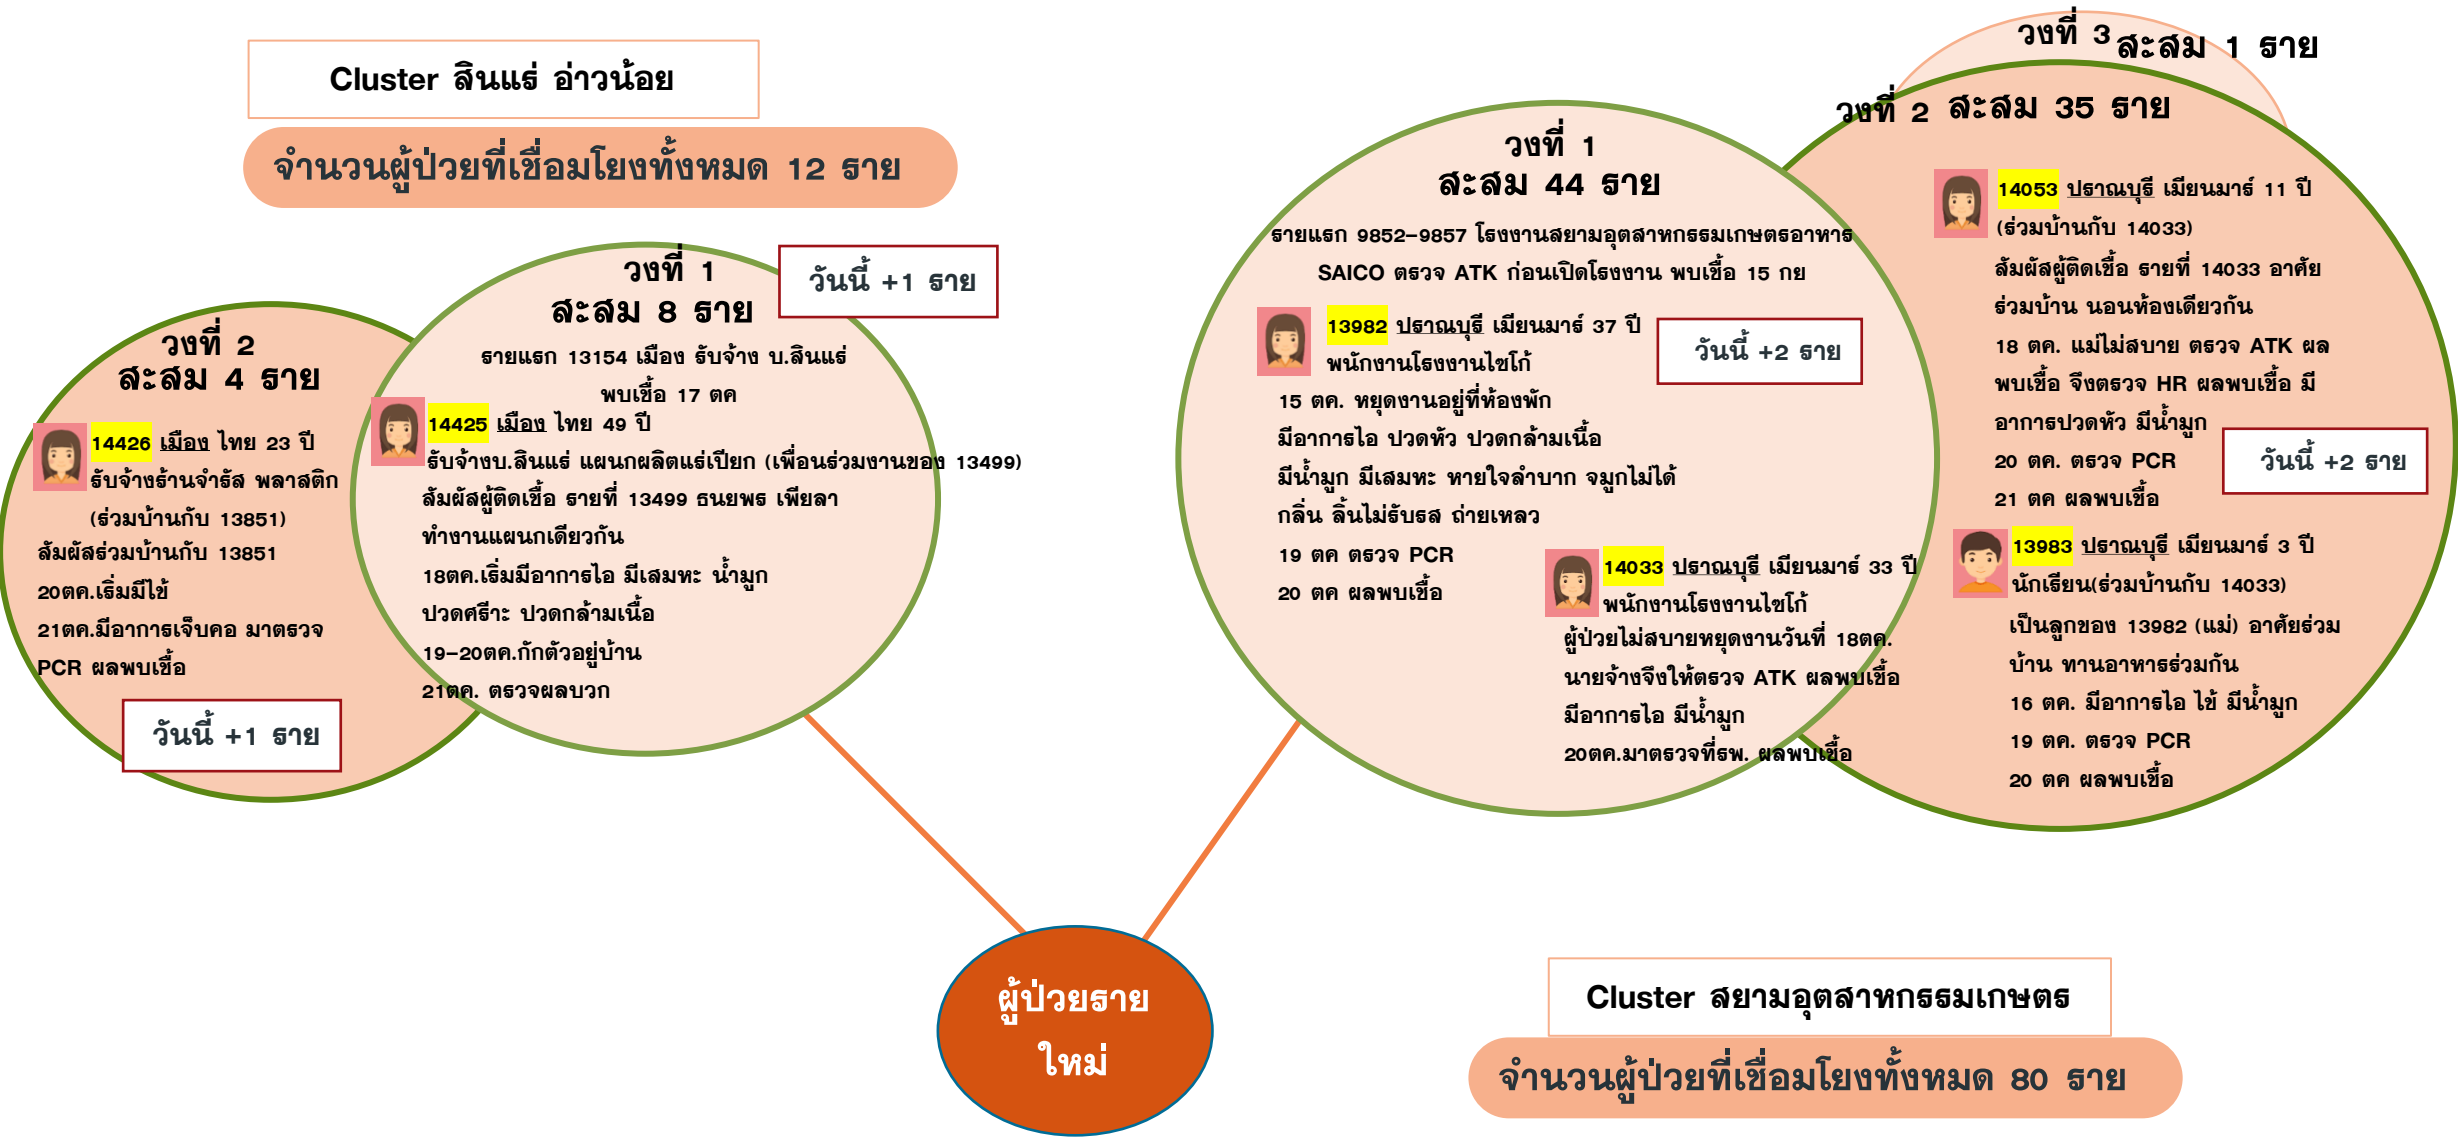 Cluster สินแร่ อ่าวน้อย
จำนวนผู้ป่วยที่เชื่อมโยงทั้งหมด 12 ราย
วงที่ 2
สะสม 4 ราย
14426 เมือง ไทย 23 ปี
รับจ้างร้านจำรัส พลาสติก
(ร่วมบ้านกับ 13851)
สัมผัสร่วมบ้านกับ 13851
20ตค.เริ่มมีไข้
21ตค.มีอาการเจ็บคอ มาตรวจ
PCR ผลพบเชื้อ
วันนี้ +1 ราย
วงที่ 1
สะสม 8 ราย
วันนี้ +1 ราย
รายแรก 13154 เมือง รับจ้าง บ.สินแร่
พบเชื้อ 17 ตค
14425 เมือง ไทย 49 ปี
รับจ้างบ.สินแร่ แผนกผลิตแร่เปียก (เพื่อนร่วมงานของ 13499)
สัมผัสผู้ติดเชื้อ รายที่ 13499 ธนยพร เพียลา
ทำงานแผนกเดียวกัน
18ตค.เริ่มมีอาการไอ มีเสมหะ น้ำมูก
ปวดศรีาะ ปวดกล้ามเนื้อ
19-20ตค.กักตัวอยู่บ้าน
21ตค. ตรวจผลบวก
วงที่ 1
สะสม 44 ราย
รายแรก 9852-9857 โรงงานสยามอุตสาหกรรมเกษตรอาหาร
SAICO ตรวจ ATK ก่อนเปิดโรงงาน พบเชื้อ 15 กย
13982 ปราณบุรี เมียนมาร์ 37 ปี
พนักงานโรงงานไซโก้
วันนี้ +2 ราย
15 ตค. หยุดงานอยู่ที่ห้องพัก
มีอาการไอ ปวดหัว ปวดกล้ามเนื้อ
มีน้ำมูก มีเสมหะ หายใจลำบาก จมูกไม่ได้
กลิ่น ลิ้นไม่รับรส ถ่ายเหลว
19 ตค ตรวจ PCR
20 ตค ผลพบเชื้อ
14033 ปราณบุรี เมียนมาร์ 33 ปี
พนักงานโรงงานไซโก้
ผู้ป่วยไม่สบายหยุดงานวันที่ 18ตค.
นายจ้างจึงให้ตรวจ ATK ผลพบเชื้อ
มีอาการไอ มีน้ำมูก
20ตค.มาตรวจที่รพ. ผลพบเชื้อ
วงที่ 3 สะสม 1 ราย
วงที่ 2 สะสม 35 ราย
14053 ปราณบุรี เมียนมาร์ 11 ปี
(ร่วมบ้านกับ 14033)
สัมผัสผู้ติดเชื้อ รายที่ 14033 อาศัย
ร่วมบ้าน นอนห้องเดียวกัน
18 ตค. แม่ไม่สบาย ตรวจ ATK ผล
พบเชื้อ จึงตรวจ HR ผลพบเชื้อ มี
อาการปวดหัว มีน้ำมูก
20 ตค. ตรวจ PCR
21 ตค ผลพบเชื้อ
วันนี้ +2 ราย
13983 ปราณบุรี เมียนมาร์ 3 ปี
นักเรียน(ร่วมบ้านกับ 14033)
เป็นลูกของ 13982 (แม่) อาศัยร่วม
บ้าน ทานอาหารร่วมกัน
16 ตค. มีอาการไอ ไข้ มีน้ำมูก
19 ตค. ตรวจ PCR
20 ตค ผลพบเชื้อ
ผู้ป่วยราย
ใหม่
Cluster สยามอุตสาหกรรมเกษตร
จำนวนผู้ป่วยที่เชื่อมโยงทั้งหมด 80 ราย